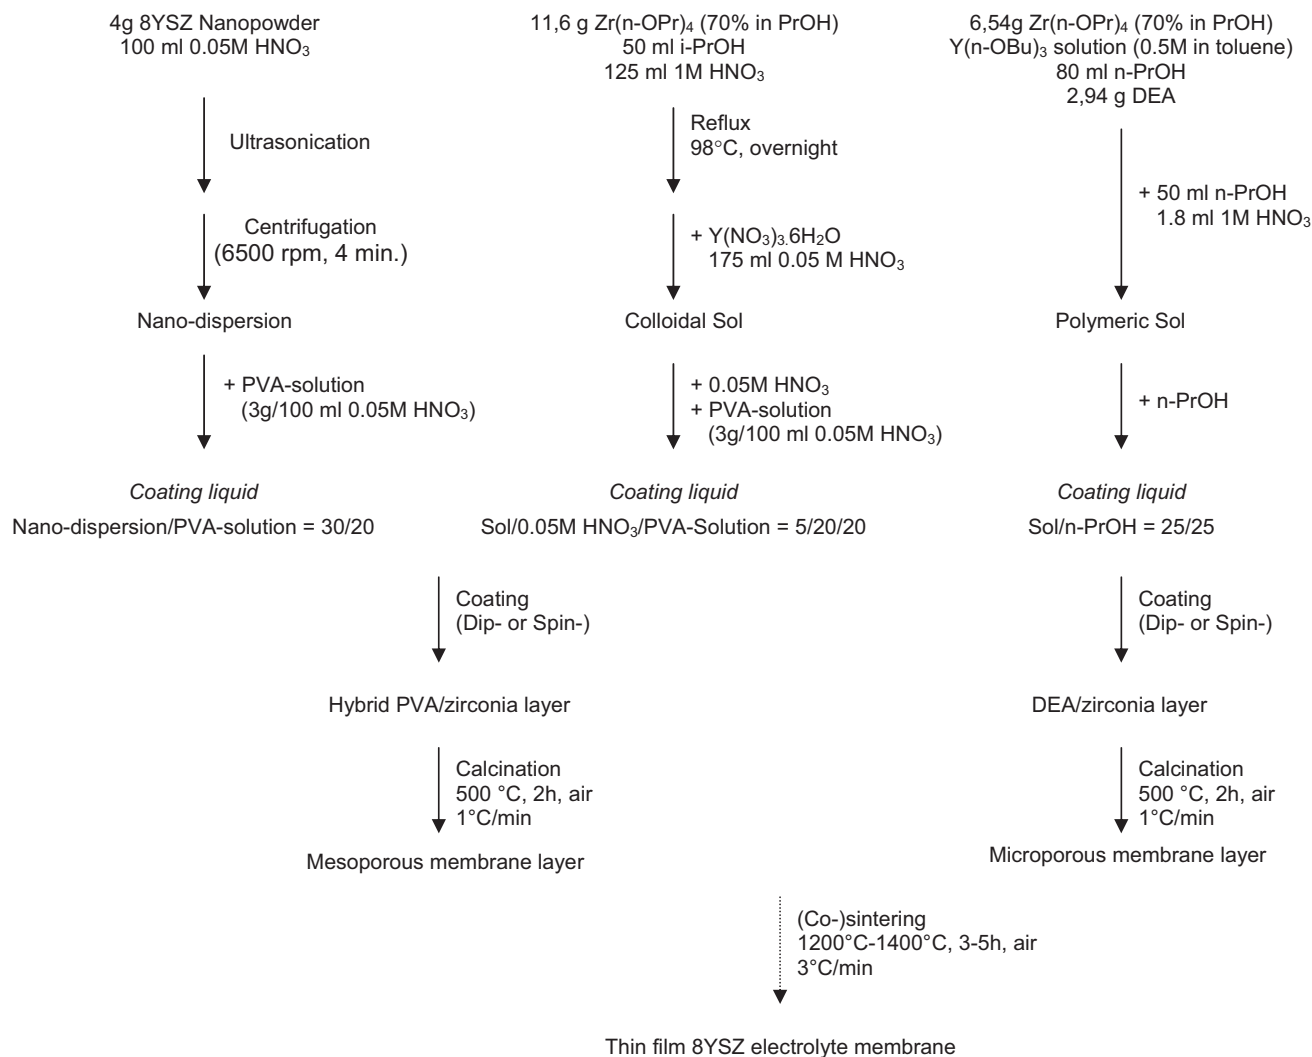 4g 8YSZ Nanopowder
100 ml 0.05M HNO₃
Ultrasonication
Centrifugation
(6500 rpm, 4 min.)
Nano-dispersion
+ PVA-solution
(3g/100 ml 0.05M HNO₃)
Coating liquid
Nano-dispersion/PVA-solution = 30/20
11,6 g Zr(n-OPr)₄ (70% in PrOH)
50 ml i-PrOH
125 ml 1M HNO₃
Reflux
98°C, overnight
+ Y(NO₃)₃.6H₂O
175 ml 0.05 M HNO₃
Colloidal Sol
+ 0.05M HNO₃
+ PVA-solution
(3g/100 ml 0.05M HNO₃)
Coating liquid
Sol/0.05M HNO₃/PVA-Solution = 5/20/20
Coating
(Dip- or Spin-)
Hybrid PVA/zirconia layer
Calcination
500 °C, 2h, air
1°C/min
Mesoporous membrane layer
6,54g Zr(n-OPr)₄ (70% in PrOH)
Y(n-OBu)₃ solution (0.5M in toluene)
80 ml n-PrOH
2,94 g DEA
+ 50 ml n-PrOH
1.8 ml 1M HNO₃
Polymeric Sol
+ n-PrOH
Coating liquid
Sol/n-PrOH = 25/25
Coating
(Dip- or Spin-)
DEA/zirconia layer
Calcination
500 °C, 2h, air
1°C/min
Microporous membrane layer
(Co-)sintering
1200°C-1400°C, 3-5h, air
3°C/min
Thin film 8YSZ electrolyte membrane